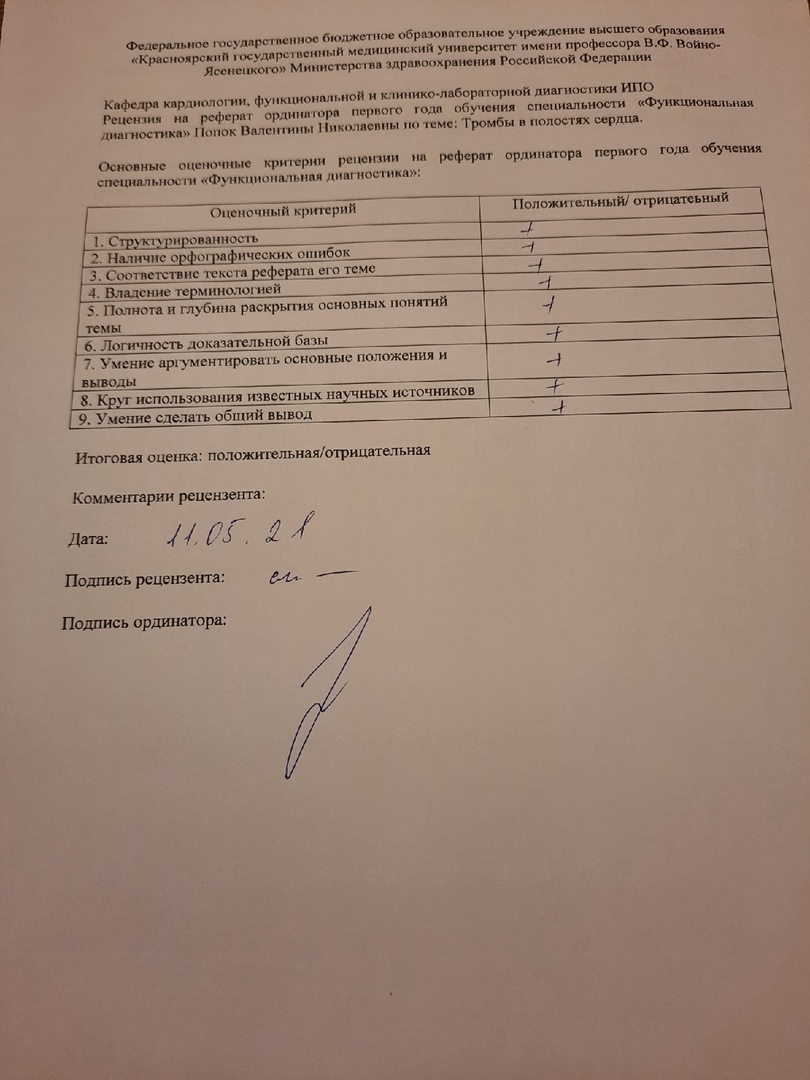 Федеральное государственное бюджетное образовательное учреждение высшего образования
«Красноярский государственный медицинский университет имени профессора В.Ф. Войно-
Ясенецкого» Министерства здравоохранения Российской Федерации
Кафедра кардиологии, функциональной и клинико-лабораторной диагностики ИПО
Рецензия на реферат ординатора первого года обучения специальности «Функциональная
диагностика» Попок Валентины Николаевны по теме: Тромбы в полостях сердца.
Основные оценочные критерии рецензии на реферат ординатора первого года обучения
специальности «Функциональная диагностика»:
Оценочный критерий Положительный/ отрицатеьный
1. Структурированность +
2. Наличие орфографических ошибок +
3. Соответствие текста реферата его теме +
4. Владение терминологией +
5. Полнота и глубина раскрытия основных понятий +
темы
6. Логичность доказательной базы +
7. Умение аргументировать основные положения и +
выводы
8. Круг использования известных научных источников +
9. Умение сделать общий вывод +
Итоговая оценка: положительная/отрицательная
Комментарии рецензента:
Дата: 11.05.21
Подпись рецензента:
Подпись ординатора: